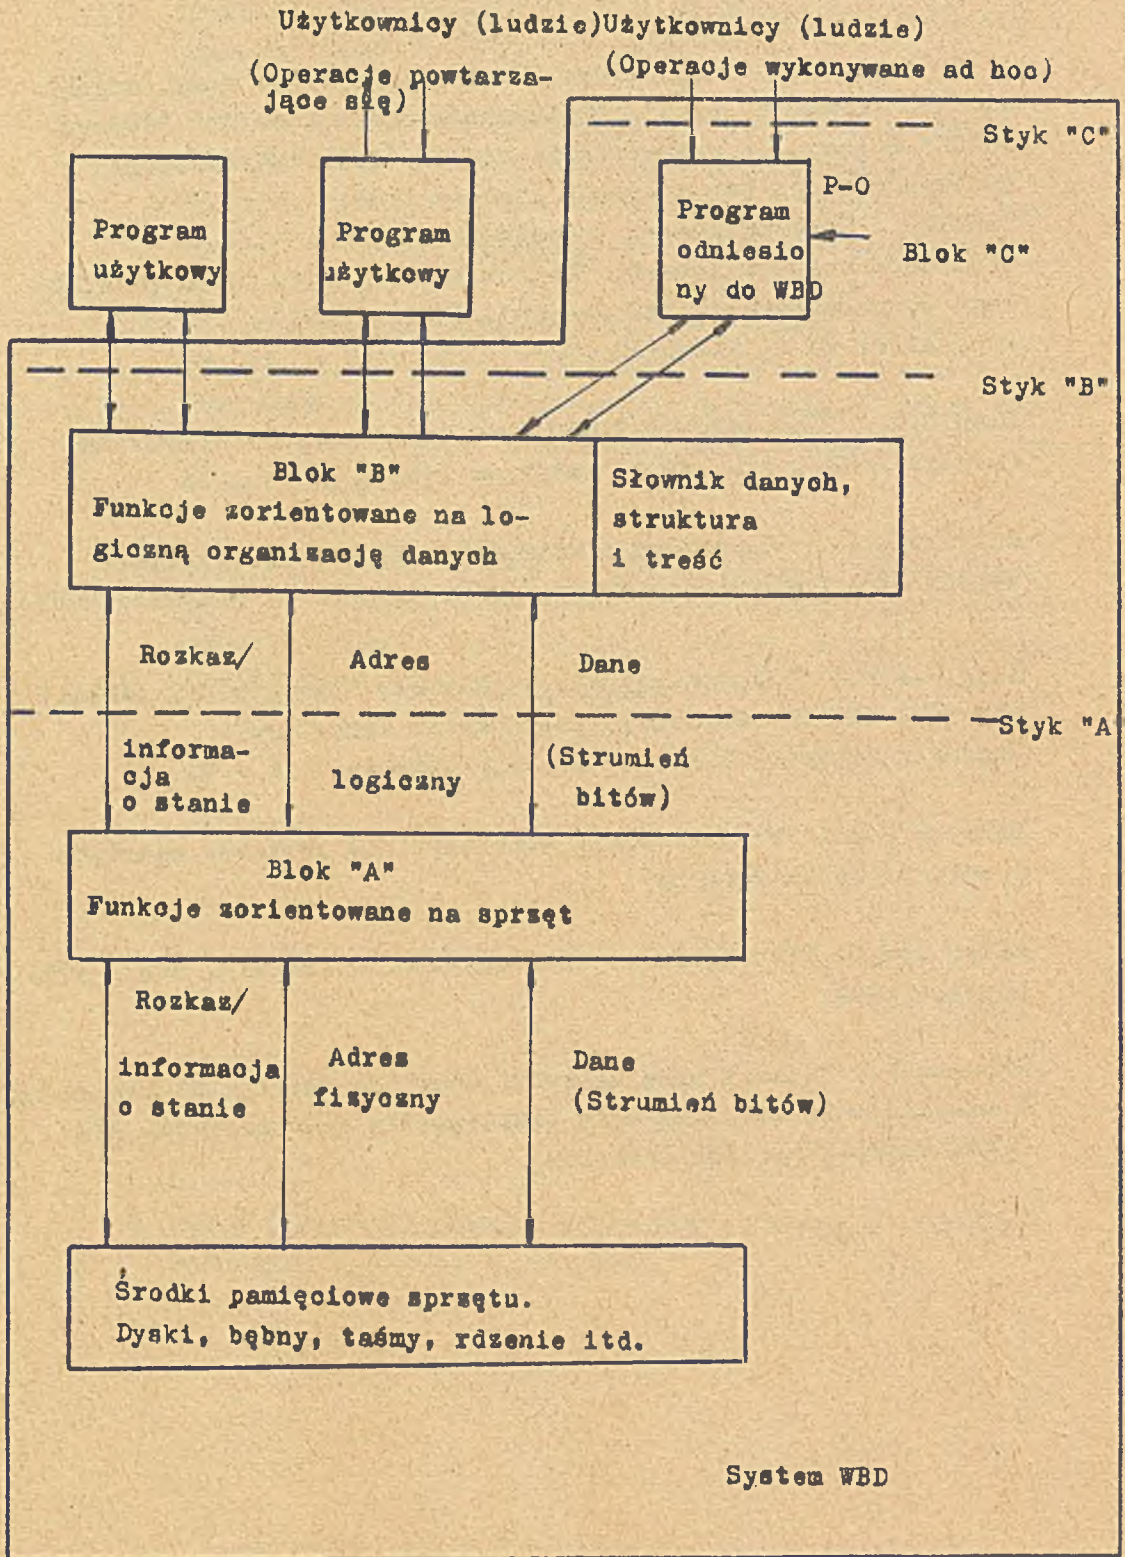 Użytkownicy (ludzie)
(Operacje powtarza-
jące się)
Użytkownicy (ludzie)
(Operacje wykonywane ad hoc)
Styk "C"
Program
użytkowy
Program
użytkowy
Program
odniesio
ny do WBD
P-O
Blok "C"
Styk "B"
Blok "B"
Funkcje zorientowane na lo-
giczną organizację danych
Słownik danych,
struktura
i treść
Rozkaz/
Adres
Dane
Styk "A
informa-
cja
o stanie
logiczny
(Strumień
bitów)
Blok "A"
Funkcje zorientowane na sprzęt
Rozkaz/
informacja
o stanie
Adres
fizyczny
Dane
(Strumień bitów)
Środki pamięciowe sprzętu.
Dyski, bębny, taśmy, rdzenie itd.
System WBD